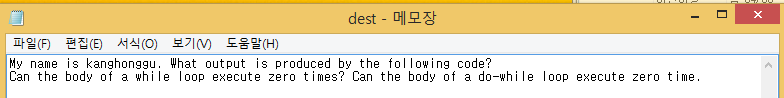 dest - 메모장
파일(F) 편집(E) 서식(O) 보기(V) 도움말(H)
My name is kanghonggu. What output is produced by the following code?
Can the body of a while loop execute zero times? Can the body of a do-while loop execute zero time.